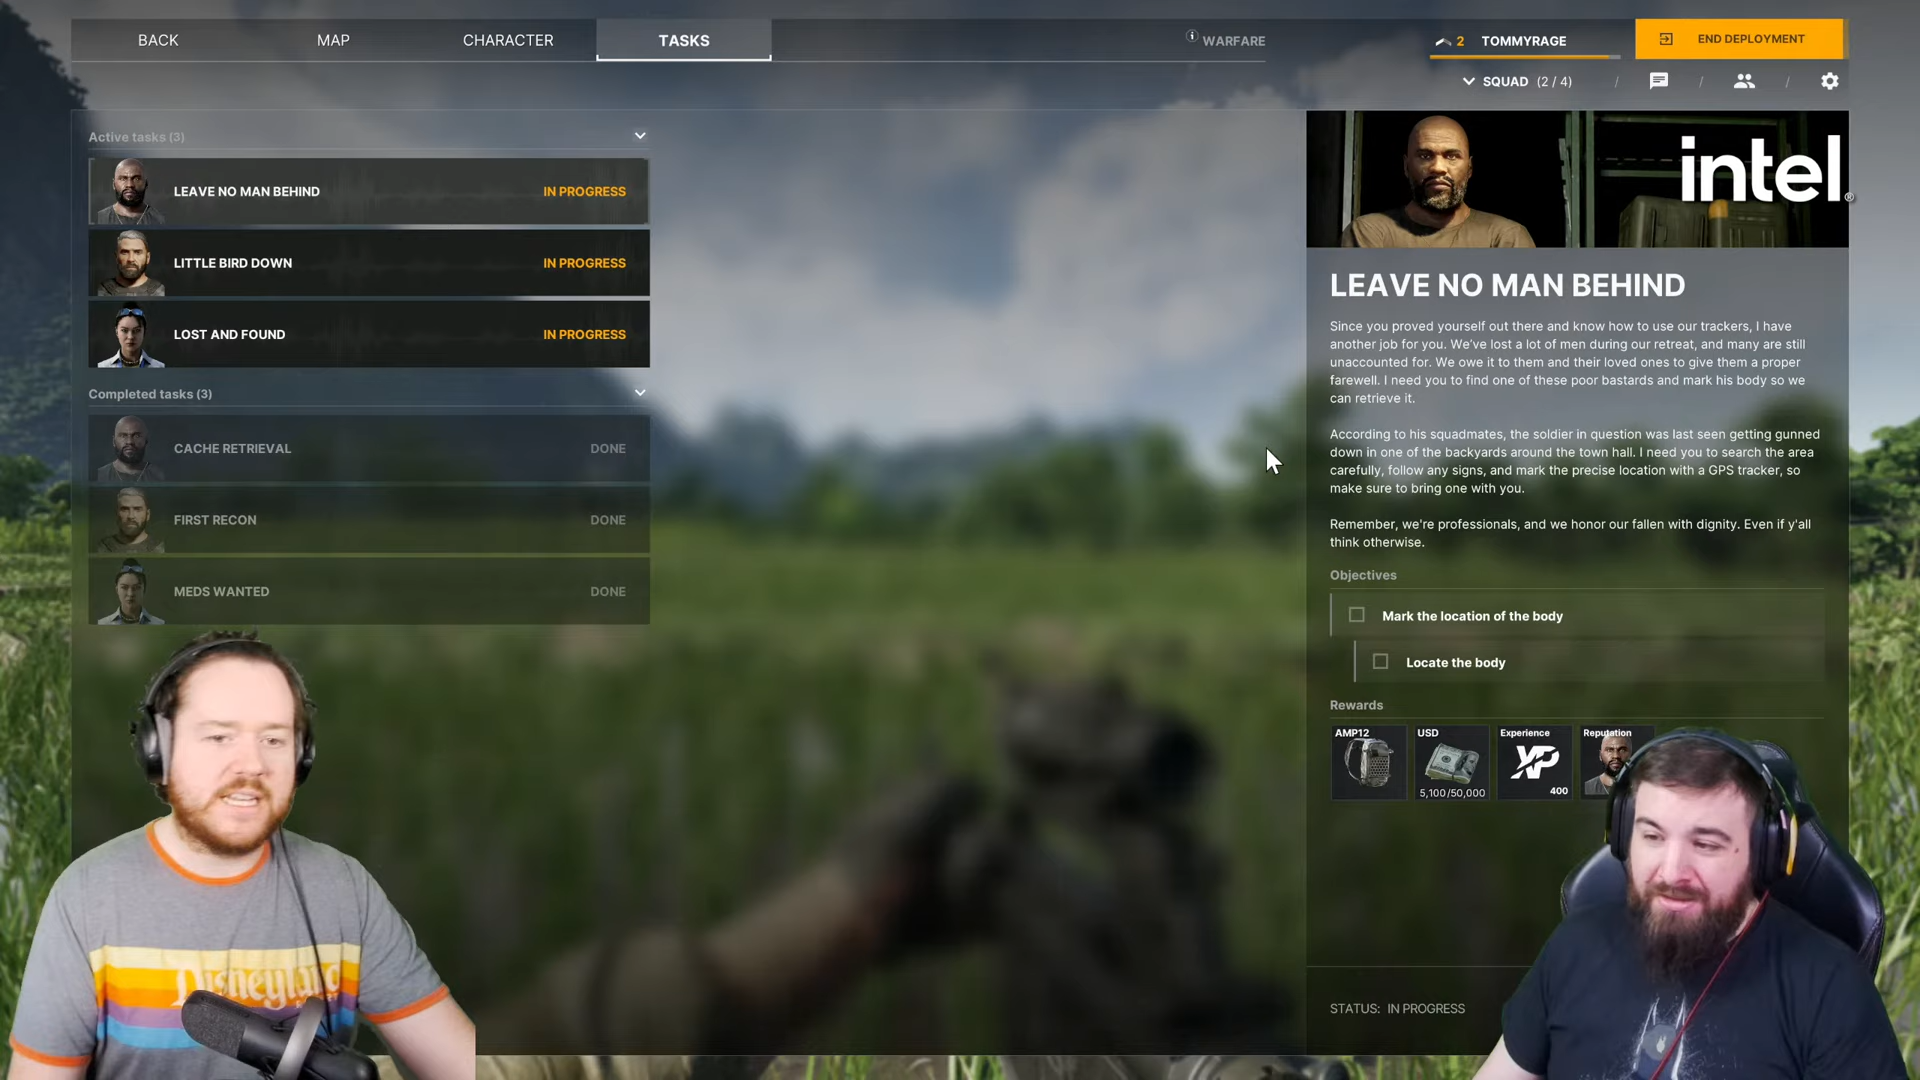 BACK
MAP
CHARACTER
TASKS
WARFARE
2 TOMMYRAGE
END DEPLOYMENT
SQUAD (2 / 4)
Active tasks (3)
LEAVE NO MAN BEHIND IN PROGRESS
LITTLE BIRD DOWN IN PROGRESS
LOST AND FOUND IN PROGRESS
Completed tasks (3)
CACHE RETRIEVAL DONE
FIRST RECON DONE
MEDS WANTED DONE
intel®
LEAVE NO MAN BEHIND
Since you proved yourself out there and know how to use our trackers, I have
another job for you. We've lost a lot of men during our retreat, and many are still
unaccounted for. We owe it to them and their loved ones to give them a proper
farewell. I need you to find one of these poor bastards and mark his body so we
can retrieve it.
According to his squadmates, the soldier in question was last seen getting gunned
down in one of the backyards around the town hall. I need you to search the area
carefully, follow any signs, and mark the precise location with a GPS tracker, so
make sure to bring one with you.
Remember, we're professionals, and we honor our fallen with dignity. Even if y'all
think otherwise.
Objectives
Mark the location of the body
Locate the body
Rewards
AMP12
USD
5,100/50,000
Experience
XP
400
Reputation
STATUS: IN PROGRESS
Disneyland